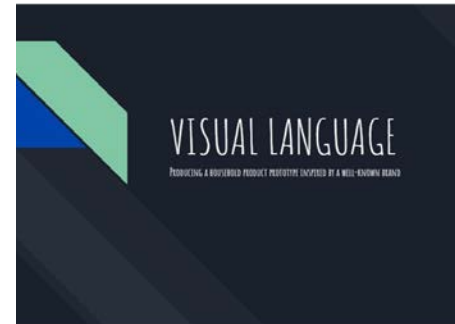 VISUAL LANGUAGE
PRODUCING A HOUSEHOLD PRODUCT PROTOTYPE INSPIRED BY A WELL-KNOWN BRAND